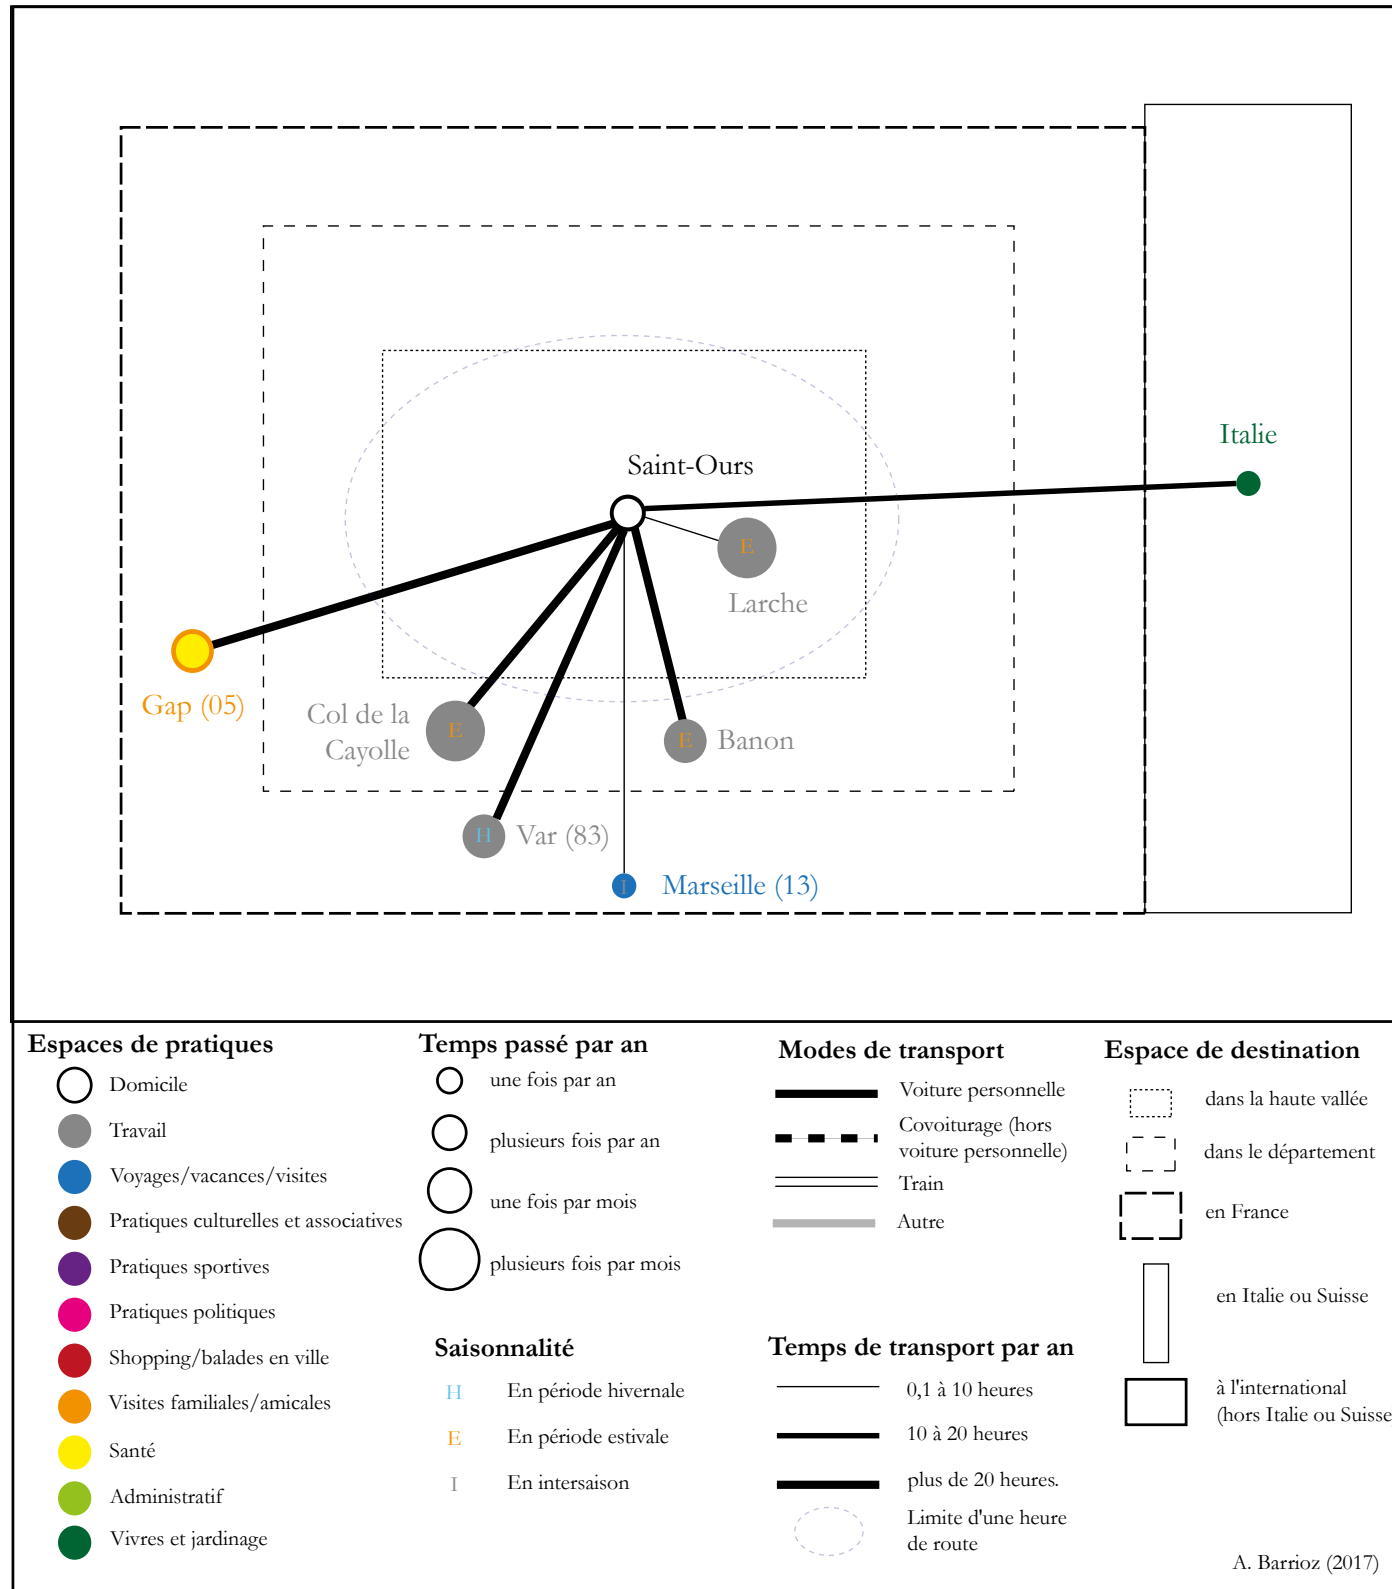 Italie
Saint-Ours
E
Larche
Gap (05)
Col de la
Cayolle
E
E
Banon
H
Var (83)
I
Marseille (13)
Espaces de pratiques
Domicile
Travail
Voyages/vacances/visites
Pratiques culturelles et associatives
Pratiques sportives
Pratiques politiques
Shopping/balades en ville
Visites familiales/amicales
Santé
Administratif
Vivres et jardinage
Temps passé par an
une fois par an
plusieurs fois par an
une fois par mois
plusieurs fois par mois
Saisonnalité
H En période hivernale
E En période estivale
I En intersaison
Modes de transport
Voiture personnelle
Covoiturage (hors
voiture personnelle)
Train
Autre
Temps de transport par an
0,1 à 10 heures
10 à 20 heures
plus de 20 heures.
Limite d'une heure
de route
Espace de destination
dans la haute vallée
dans le département
en France
en Italie ou Suisse
à l'international
(hors Italie ou Suisse
A. Barrioz (2017)